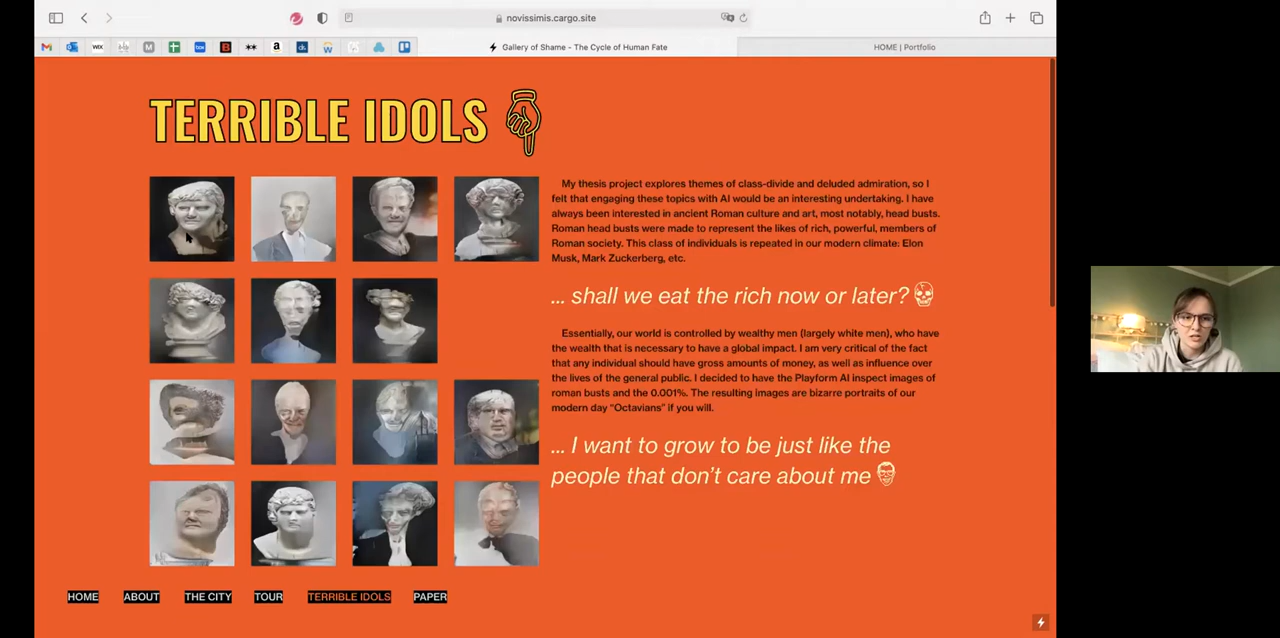 novissimis.cargo.site
Gallery of Shame - The Cycle of Human Fate
HOME | Portfolio
TERRIBLE IDOLS
My thesis project explores themes of class-divide and deluded admiration, so I
felt that engaging these topics with AI would be an interesting undertaking. I have
always been interested in ancient Roman culture and art, most notably, head busts.
Roman head busts were made to represent the likes of rich, powerful, members of
Roman society. This class of individuals is repeated in our modern climate: Elon
Musk, Mark Zuckerberg, etc.
... shall we eat the rich now or later?
Essentially, our world is controlled by wealthy men (largely white men), who have
the wealth that is necessary to have a global impact. I am very critical of the fact
that any individual should have gross amounts of money, as well as influence over
the lives of the general public. I decided to have the Playform AI inspect images of
roman busts and the 0.001%. The resulting images are bizarre portraits of our
modern day “Octavians” if you will.
... I want to grow to be just like the
people that don’t care about me
HOME ABOUT THE CITY TOUR TERRIBLE IDOLS PAPER